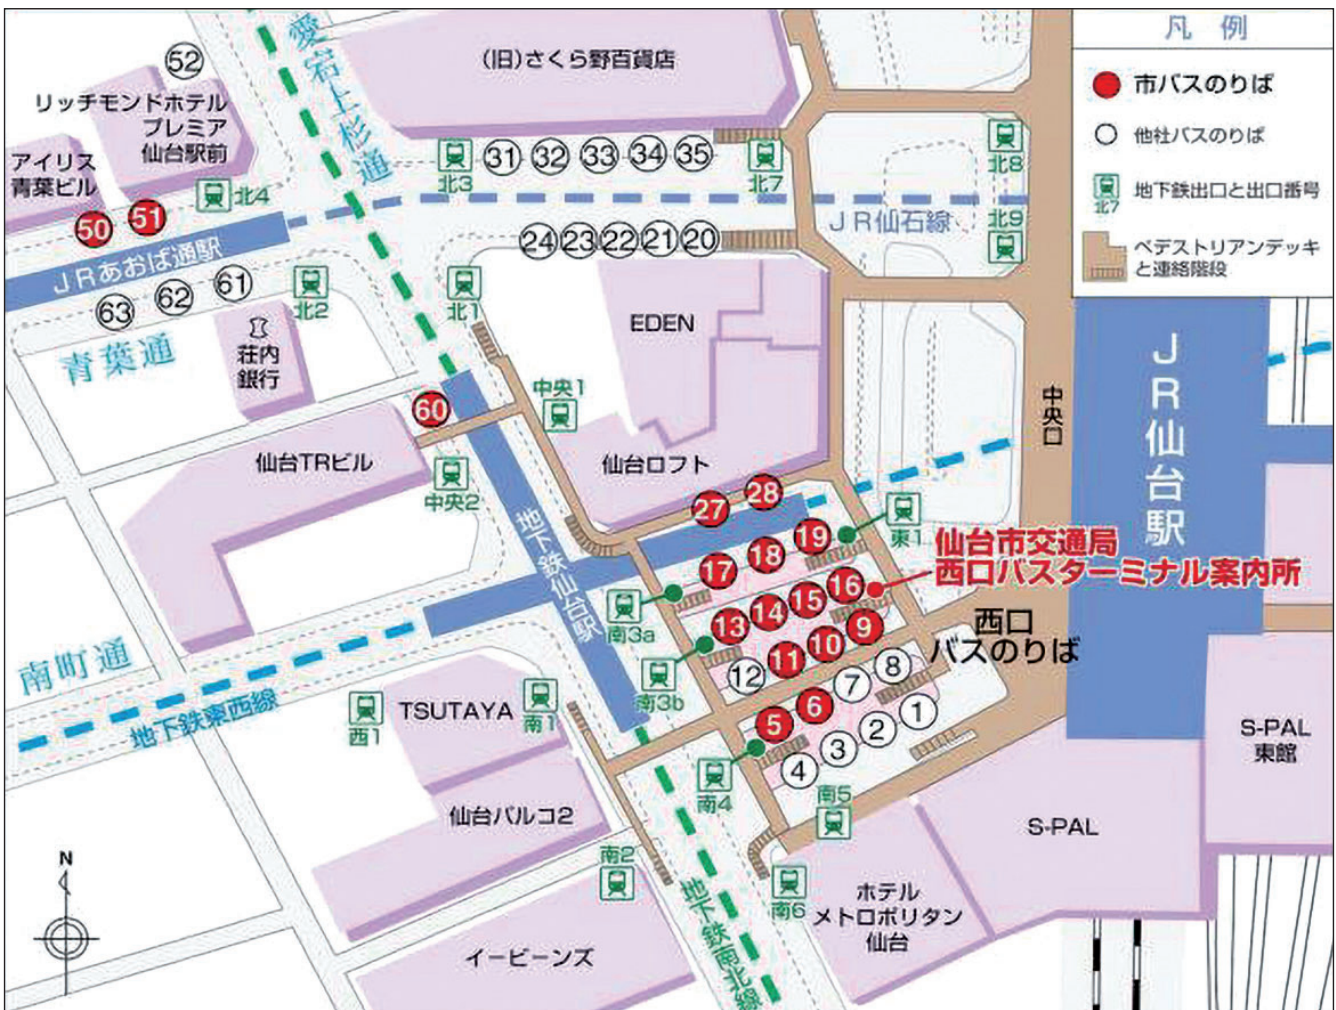 凡例
市バスのりば
他社バスのりば
北7
地下鉄出口と出口番号
ペデストリアンデッキ
と連絡階段
52
リッチモンドホテル
プレミア
仙台駅前
アイリス
青葉ビル
愛宕上杉通
(旧)さくら野百貨店
北3
31
32
33
34
35
北7
北8
北4
50
51
JRあおば通駅
JR仙石線
北9
24
23
22
21
20
63
62
61
北2
北1
青葉通
荘内
銀行
EDEN
JR仙台駅
中央口
60
中央1
仙台TRビル
中央2
仙台ロフト
27
28
地下鉄仙台駅
17
18
19
東1
仙台市交通局
西口バスターミナル案内所
南3a
13
14
15
16
西口
バスのりば
12
11
10
9
南3b
南町通
地下鉄東西線
西1
TSUTAYA
南1
5
6
7
8
4
3
2
1
南4
南5
S-PAL
東館
仙台パルコ2
S-PAL
N
南2
南6
ホテル
メトロポリタン
仙台
イービーンズ
地下鉄南北線